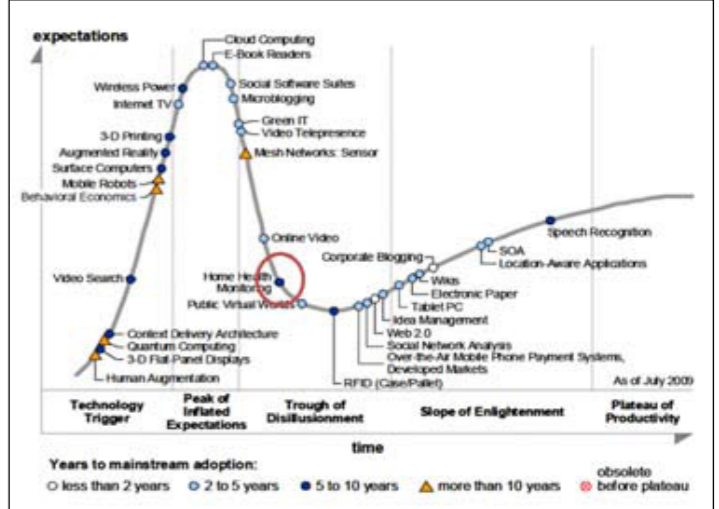 expectations
Cloud Computing
E-Book Readers
Wireless Power
Social Software Suites
Internet TV
Microblogging
Green IT
3-D Printing
Video Telepresence
Augmented Reality
Mesh Networks: Sensor
Surface Computers
Mobile Robots
Behavioral Economics
Online Video
Speech Recognition
Corporate Blogging
SOA
Location-Aware Applications
Video Search
Home Health
Monitoring
Wikis
Electronic Paper
Public Virtual Worlds
Tablet PC
Idea Management
Context Delivery Architecture
Web 2.0
Quantum Computing
Social Network Analysis
3-D Flat-Panel Displays
Over-the-Air Mobile Phone Payment Systems,
Developed Markets
Human Augmentation
RFID (Case/Pallet)
As of July 2009
Technology
Trigger
Peak of
Inflated
Expectations
Trough of
Disillusionment
Slope of Enlightenment
Plateau of
Productivity
time
Years to mainstream adoption:
less than 2 years
2 to 5 years
5 to 10 years
more than 10 years
obsolete
before plateau